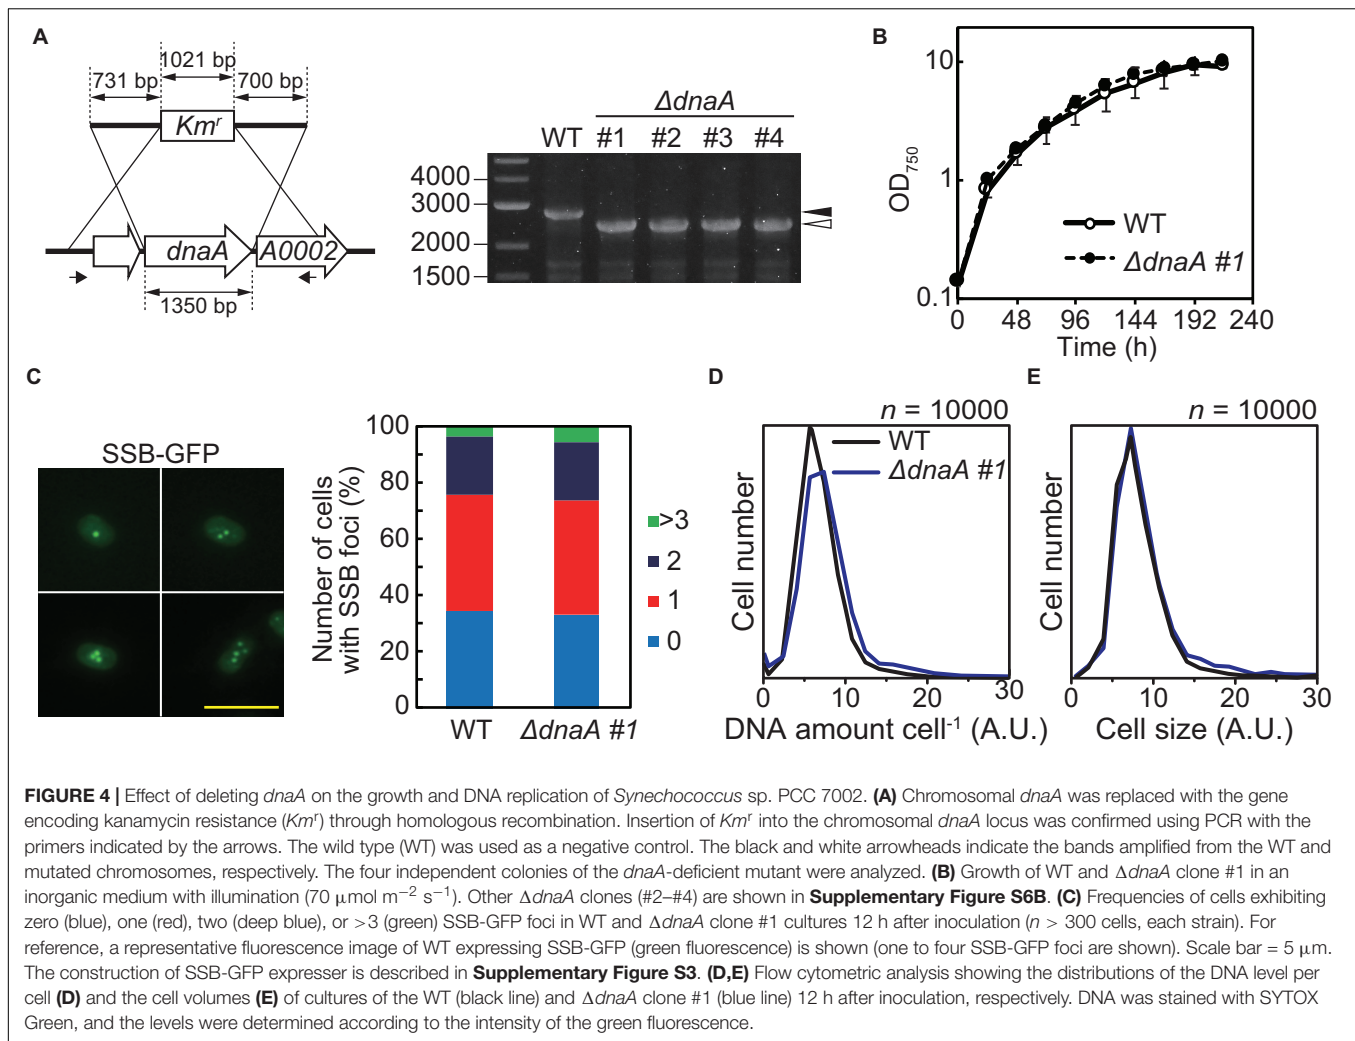 A
1021 bp
731 bp
700 bp
Kmʳ
dnaA
A0002
1350 bp
ΔdnaA
WT #1 #2 #3 #4
4000
3000
2000
1500
B
10
1
0.1
OD750
WT
ΔdnaA #1
0 48 96 144 192 240
Time (h)
C
SSB-GFP
100
80
60
40
20
0
Number of cells
with SSB foci (%)
>3
2
1
0
WT ΔdnaA #1
D
n = 10000
WT
ΔdnaA #1
Cell number
0 10 20 30
DNA amount cell⁻¹ (A.U.)
E
n = 10000
Cell number
0 10 20 30
Cell size (A.U.)
FIGURE 4 | Effect of deleting dnaA on the growth and DNA replication of Synechococcus sp. PCC 7002. (A) Chromosomal dnaA was replaced with the gene
encoding kanamycin resistance (Kmʳ) through homologous recombination. Insertion of Kmʳ into the chromosomal dnaA locus was confirmed using PCR with the
primers indicated by the arrows. The wild type (WT) was used as a negative control. The black and white arrowheads indicate the bands amplified from the WT and
mutated chromosomes, respectively. The four independent colonies of the dnaA-deficient mutant were analyzed. (B) Growth of WT and ΔdnaA clone #1 in an
inorganic medium with illumination (70 μmol m⁻² s⁻¹). Other ΔdnaA clones (#2–#4) are shown in Supplementary Figure S6B. (C) Frequencies of cells exhibiting
zero (blue), one (red), two (deep blue), or >3 (green) SSB-GFP foci in WT and ΔdnaA clone #1 cultures 12 h after inoculation (n > 300 cells, each strain). For
reference, a representative fluorescence image of WT expressing SSB-GFP (green fluorescence) is shown (one to four SSB-GFP foci are shown). Scale bar = 5 μm.
The construction of SSB-GFP expresser is described in Supplementary Figure S3. (D,E) Flow cytometric analysis showing the distributions of the DNA level per
cell (D) and the cell volumes (E) of cultures of the WT (black line) and ΔdnaA clone #1 (blue line) 12 h after inoculation, respectively. DNA was stained with SYTOX
Green, and the levels were determined according to the intensity of the green fluorescence.